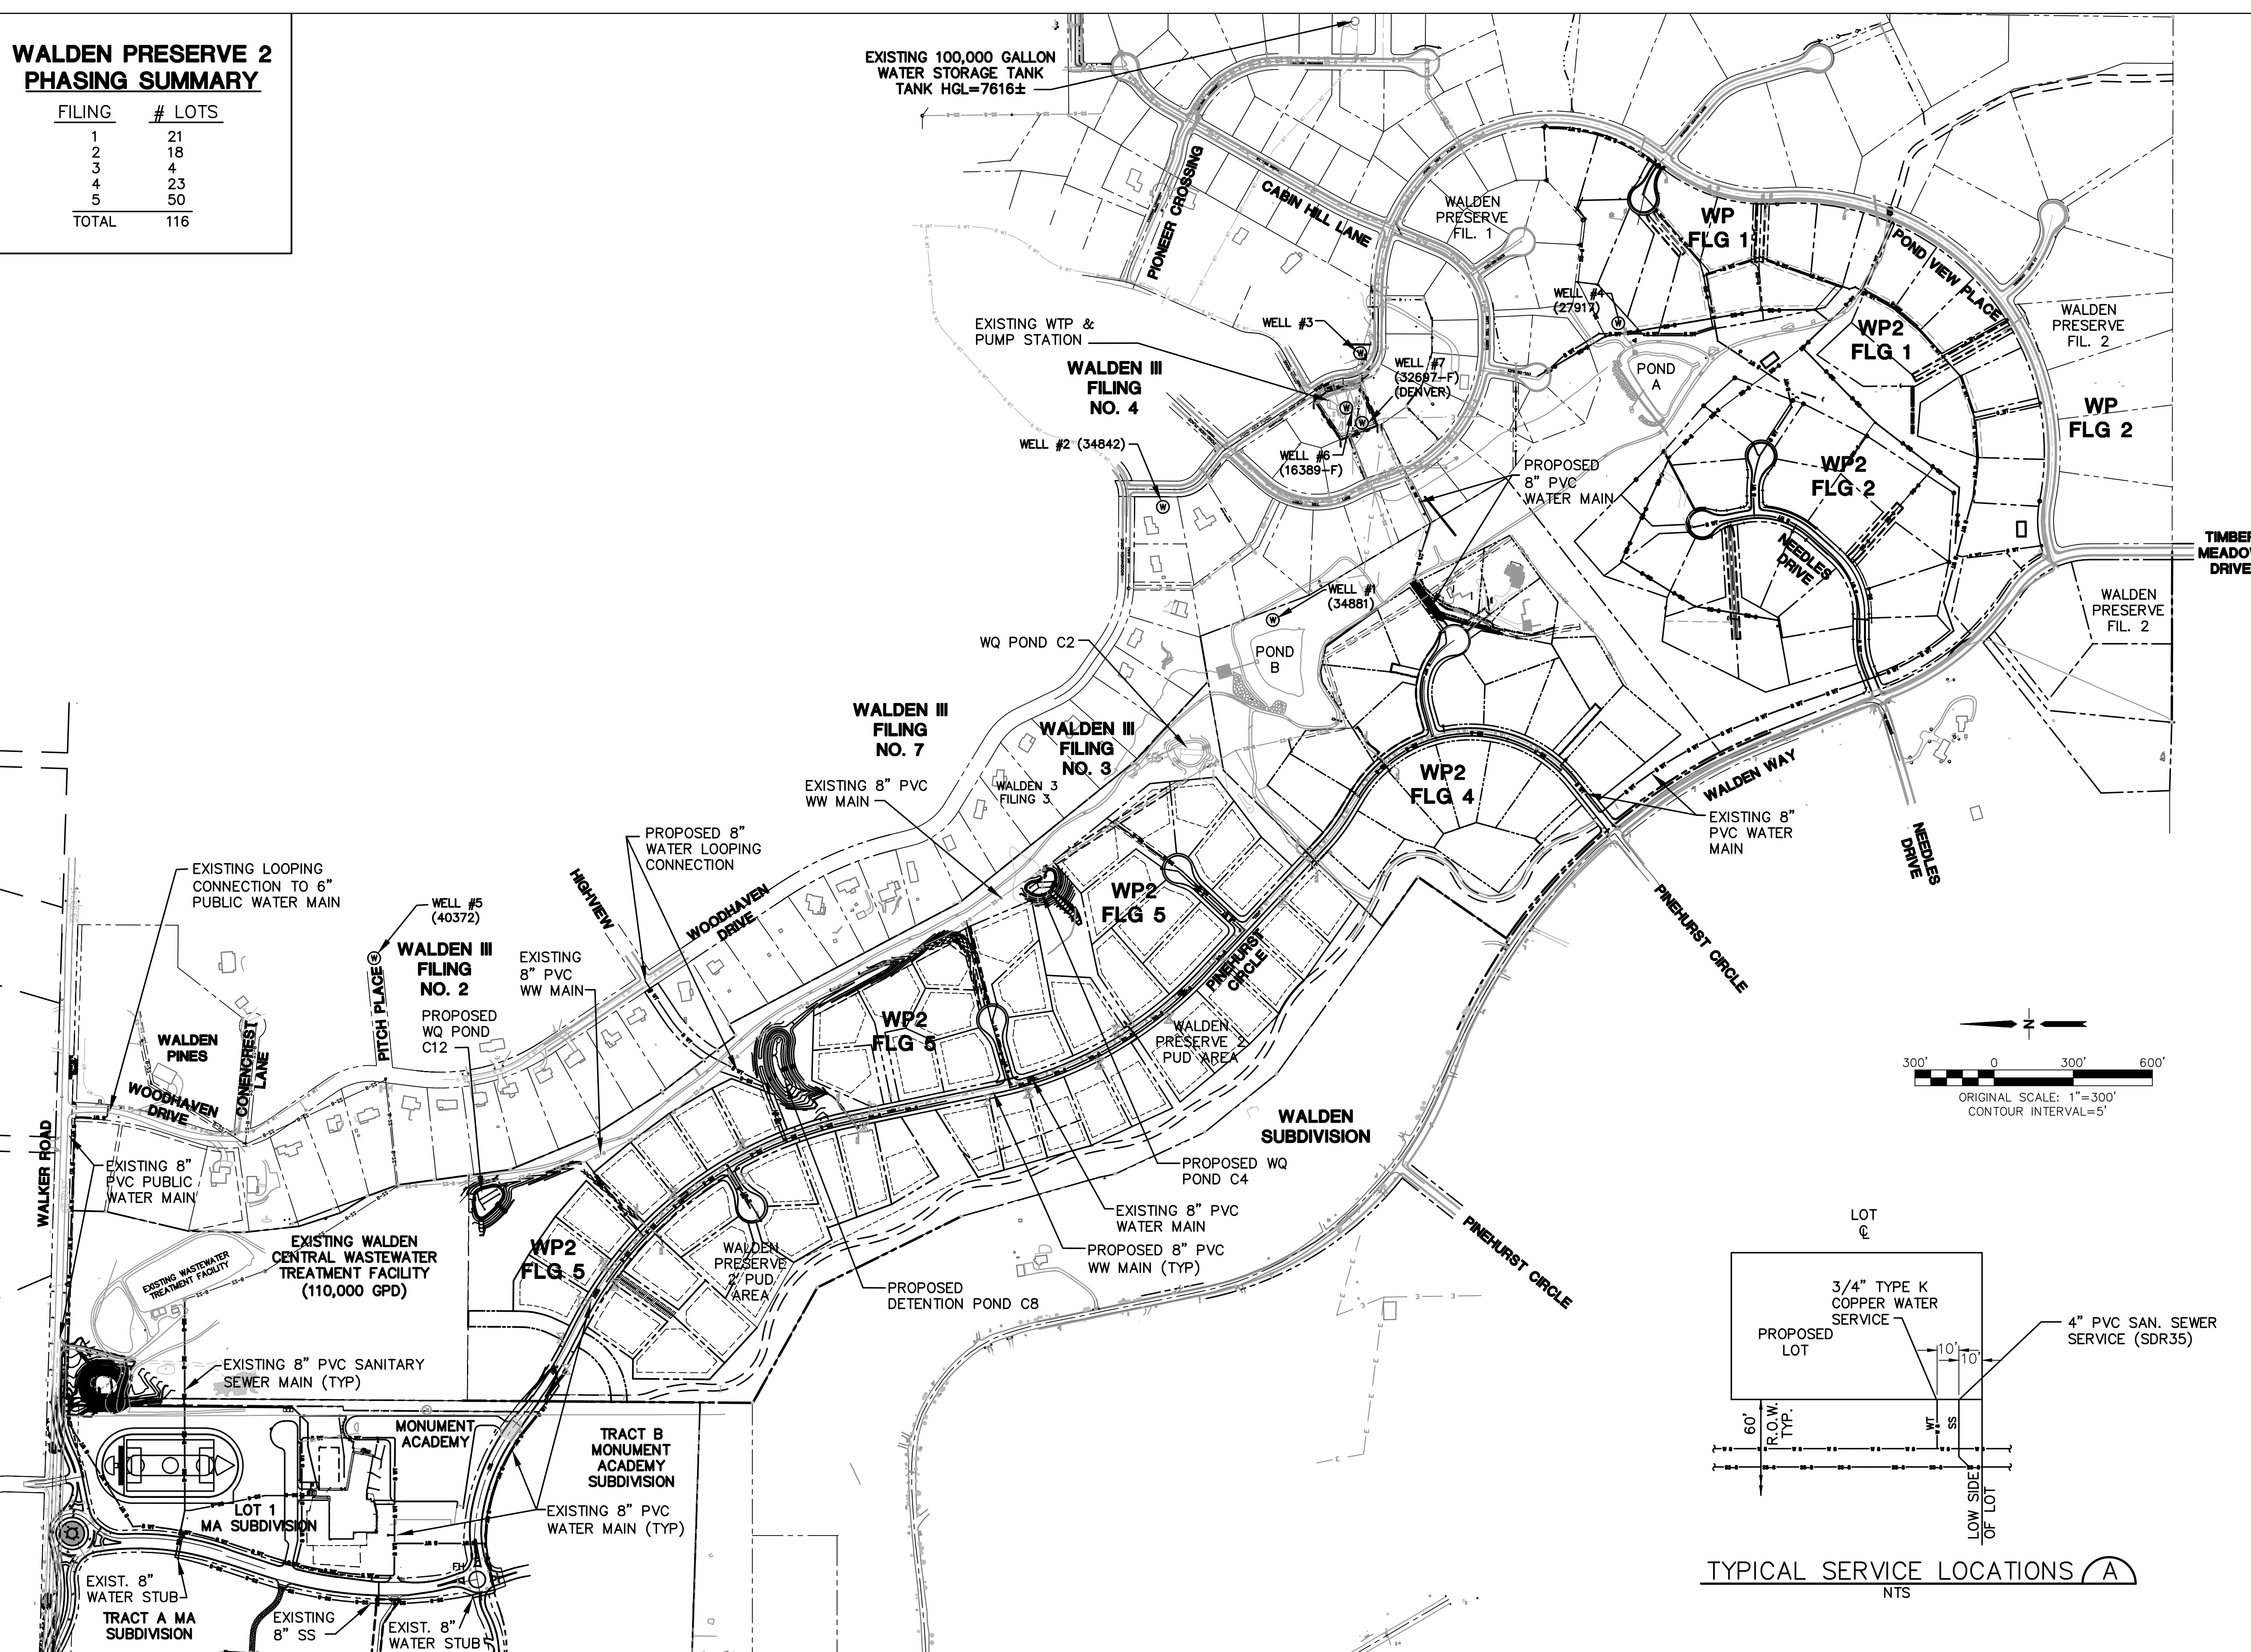 WALDEN PRESERVE 2
PHASING SUMMARY
FILING # LOTS
1 21
2 18
3 4
4 23
5 50
TOTAL 116
EXISTING 100,000 GALLON
WATER STORAGE TANK
TANK HGL=7616±
PIONEER CROSSING
CABIN HILL LANE
WALDEN
PRESERVE
FIL. 1
WP
FLG 1
POND VIEW PLACE
WELL #4
(27917)
WELL #3
EXISTING WTP &
PUMP STATION
WALDEN III
FILING
NO. 4
WELL #7
(32697-F)
(DENVER)
POND
A
WP2
FLG 1
WALDEN
PRESERVE
FIL. 2
WP
FLG 2
WELL #2 (34842)
WELL #6
(16389-F)
PROPOSED
8" PVC
WATER MAIN
WP2
FLG 2
NEEDLES
DRIVE
TIMBER
MEADOW
DRIVE
WALDEN
PRESERVE
FIL. 2
WELL #1
(34881)
WQ POND C2
POND
B
WALDEN III
FILING
NO. 7
WALDEN III
FILING
NO. 3
WALDEN 3
FILING 3
EXISTING 8" PVC
WW MAIN
WP2
FLG 4
WALDEN WAY
EXISTING 8"
PVC WATER
MAIN
NEEDLES
DRIVE
PINEHURST CIRCLE
PROPOSED 8"
WATER LOOPING
CONNECTION
EXISTING LOOPING
CONNECTION TO 6"
PUBLIC WATER MAIN
HIGHVIEW
WOODHAVEN
DRIVE
WP2
FLG 5
PINEHURST
CIRCLE
WELL #5
(40372)
WALDEN III
FILING
NO. 2
PITCH PLACE
EXISTING
8" PVC
WW MAIN
PROPOSED
WQ POND
C12
WP2
FLG 5
WALDEN
PRESERVE 2
PUD AREA
WALDEN
PINES
CONENCREST
LANE
WOODHAVEN
DRIVE
WALKER ROAD
EXISTING 8"
PVC PUBLIC
WATER MAIN
N
300' 0 300' 600'
ORIGINAL SCALE: 1"=300'
CONTOUR INTERVAL=5'
WALDEN
SUBDIVISION
PROPOSED WQ
POND C4
EXISTING 8" PVC
WATER MAIN
PROPOSED 8" PVC
WW MAIN (TYP)
PROPOSED
DETENTION POND C8
PINEHURST CIRCLE
EXISTING WASTEWATER
TREATMENT FACILITY
EXISTING WALDEN
CENTRAL WASTEWATER
TREATMENT FACILITY
(110,000 GPD)
WP2
FLG 5
WALDEN
PRESERVE
2 PUD
AREA
EXISTING 8" PVC SANITARY
SEWER MAIN (TYP)
MONUMENT
ACADEMY
TRACT B
MONUMENT
ACADEMY
SUBDIVISION
LOT 1
MA SUBDIVISION
EXISTING 8" PVC
WATER MAIN (TYP)
FH
EXIST. 8"
WATER STUB
TRACT A MA
SUBDIVISION
EXISTING
8" SS
EXIST. 8"
WATER STUB
LOT
℄
3/4" TYPE K
COPPER WATER
SERVICE
PROPOSED
LOT
10'
10'
4" PVC SAN. SEWER
SERVICE (SDR35)
60'
R.O.W.
TYP.
WT
SS
LOW SIDE
OF LOT
TYPICAL SERVICE LOCATIONS A
NTS